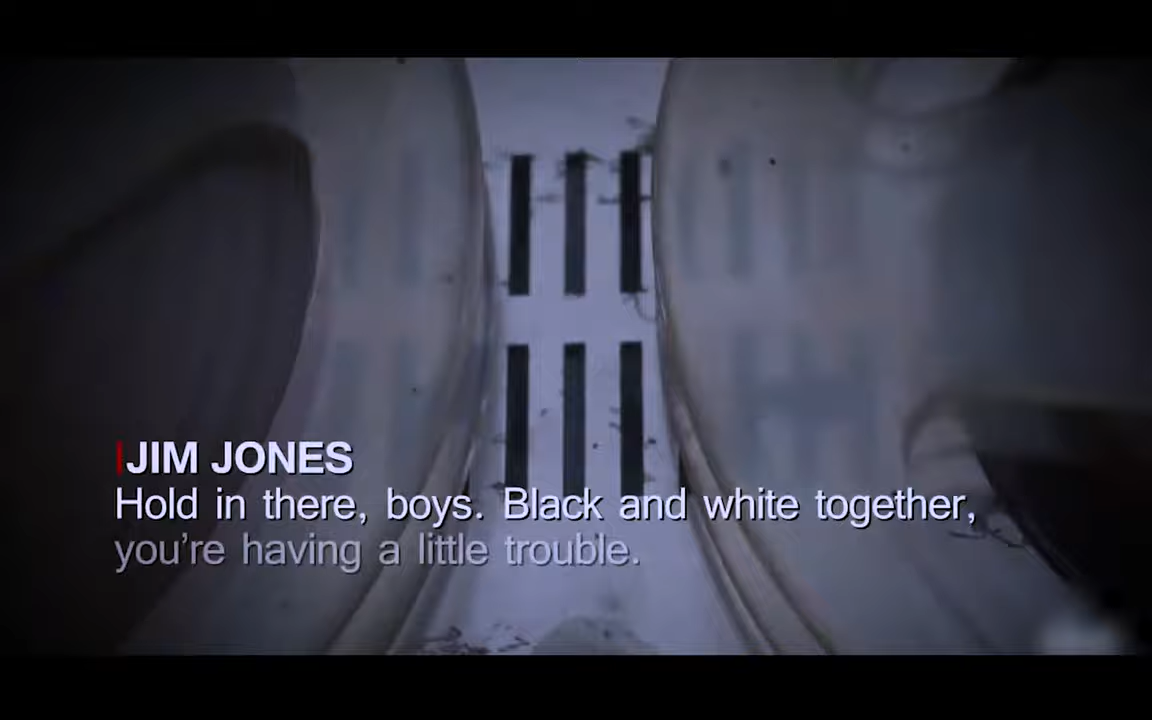 JIM JONES
Hold in there, boys. Black and white together,
you're having a little trouble.